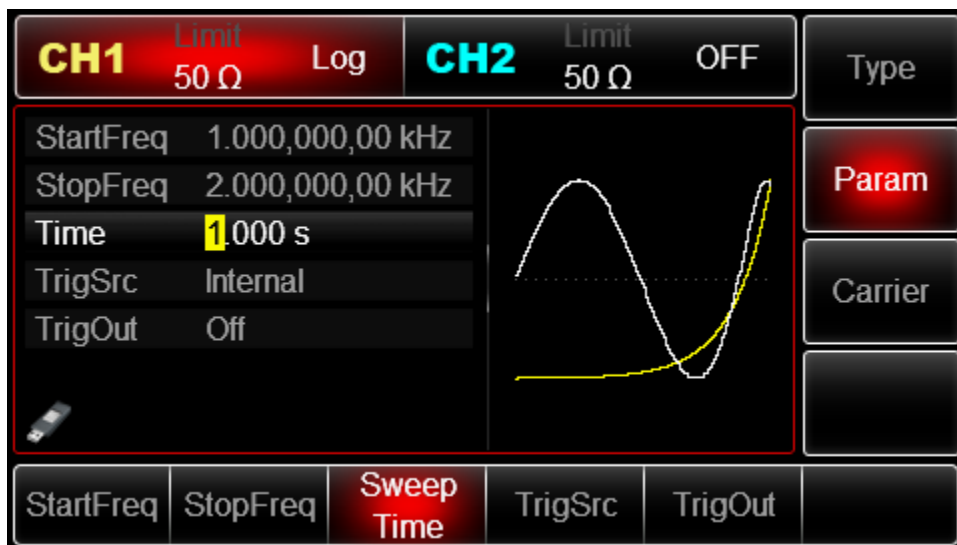 CH1 Limit 50 Ω Log CH2 Limit 50 Ω OFF
Type
StartFreq 1.000,000,00 kHz
StopFreq 2.000,000,00 kHz
Time 1.000 s
TrigSrc Internal
TrigOut Off
Param
Carrier
StartFreq StopFreq Sweep Time TrigSrc TrigOut